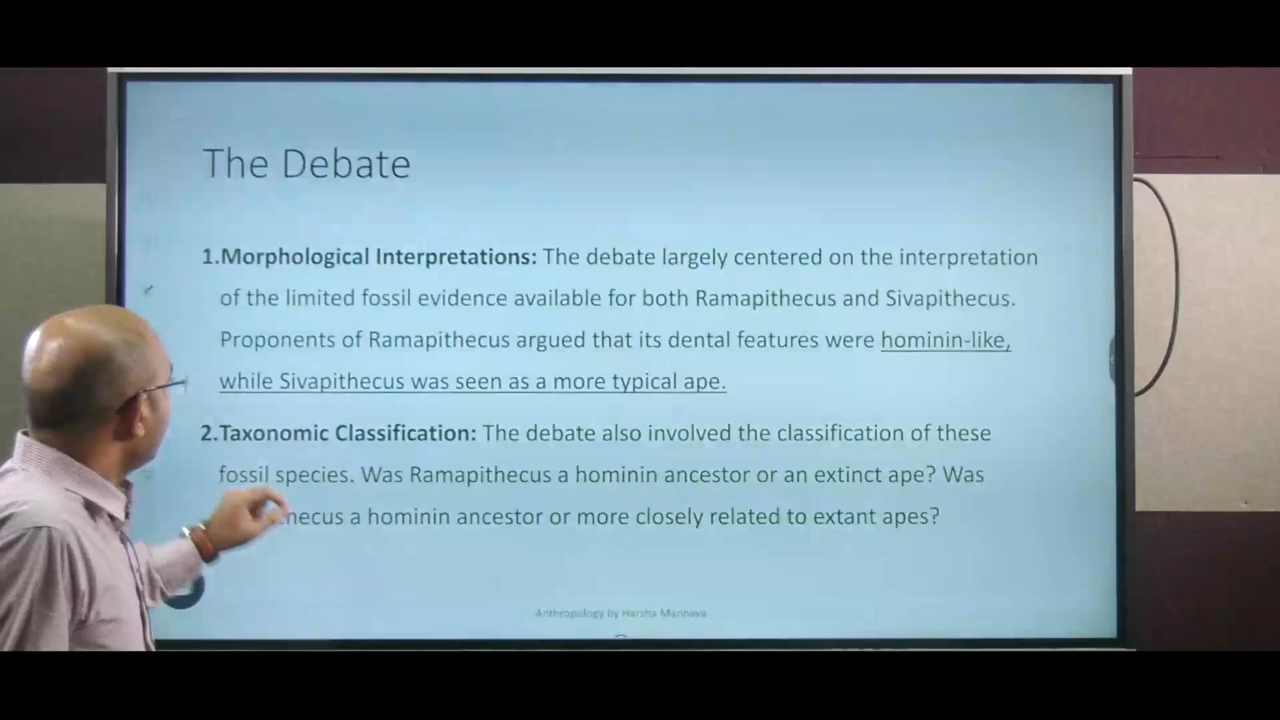 The Debate
1.Morphological Interpretations: The debate largely centered on the interpretation
of the limited fossil evidence available for both Ramapithecus and Sivapithecus.
Proponents of Ramapithecus argued that its dental features were hominin-like,
while Sivapithecus was seen as a more typical ape.
2.Taxonomic Classification: The debate also involved the classification of these
fossil species. Was Ramapithecus a hominin ancestor or an extinct ape? Was
a hominin ancestor or more closely related to extant apes?
Anthropology by Harsha Mannava